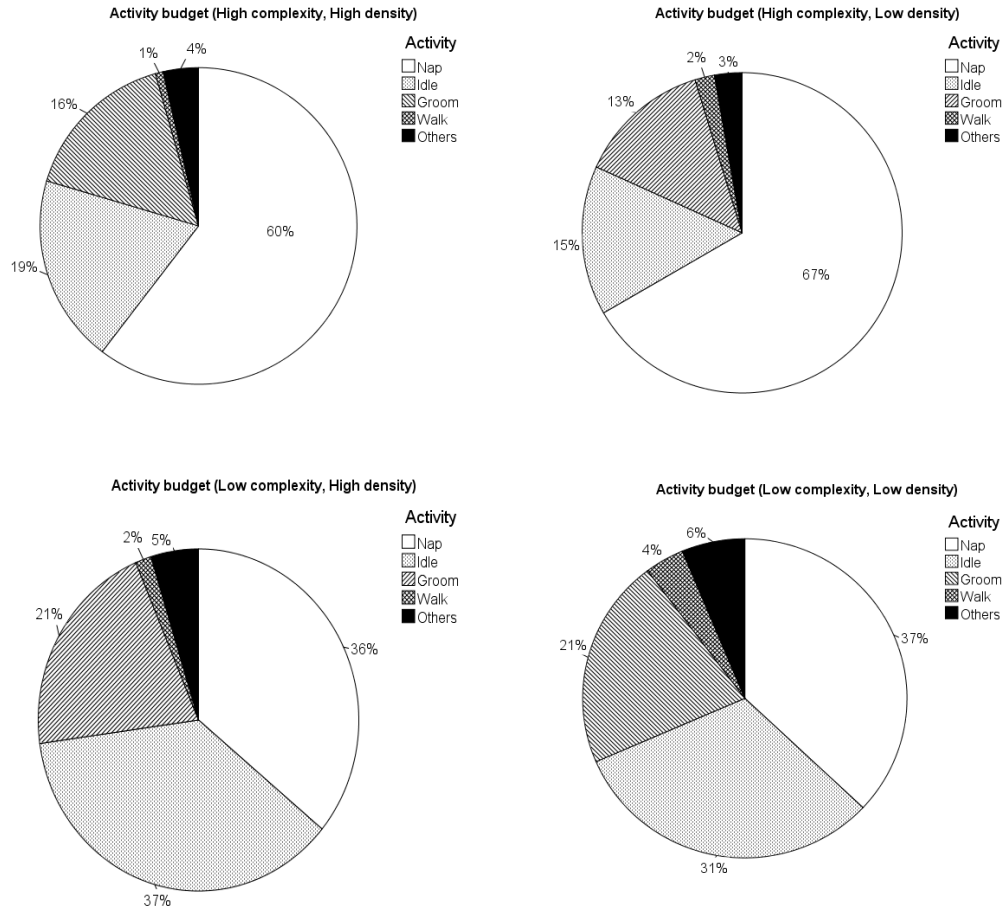 Activity budget (High complexity, High density)
Activity
Nap
Idle
Groom
Walk
Others
1%
4%
16%
60%
19%
Activity budget (High complexity, Low density)
Activity
Nap
Idle
Groom
Walk
Others
2%
3%
13%
15%
67%
Activity budget (Low complexity, High density)
Activity
Nap
Idle
Groom
Walk
Others
2%
5%
21%
36%
37%
Activity budget (Low complexity, Low density)
Activity
Nap
Idle
Groom
Walk
Others
4%
6%
21%
37%
31%